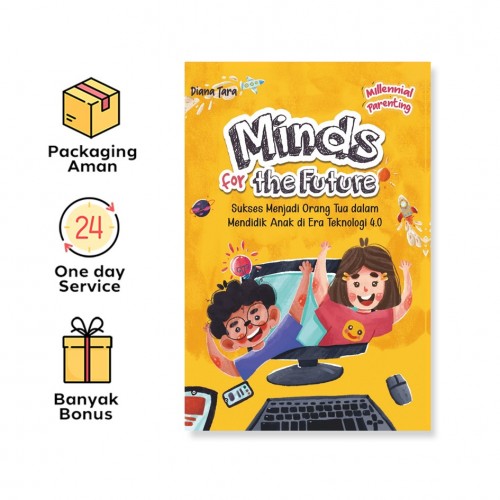 Packaging
Aman
24
One day
Service
Banyak
Bonus
Diana Tara
Millennial
Parenting
Minds
for the Future
Sukses Menjadi Orang Tua dalam
Mendidik Anak di Era Teknologi 4.0